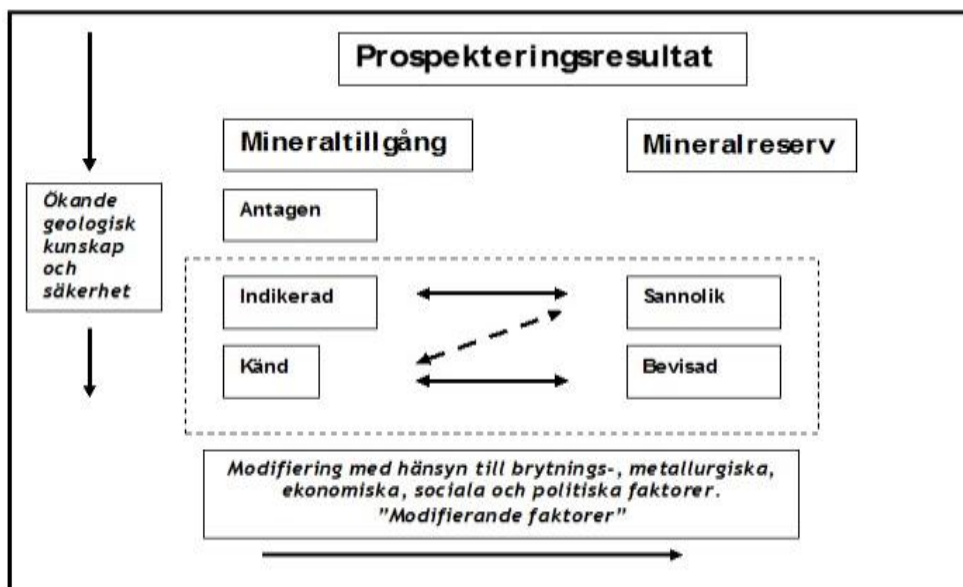 Prospekteringsresultat
Mineraltillgång
Mineralreserv
Ökande
geologisk
kunskap
och
säkerhet
Antagen
Indikerad
Sannolik
Känd
Bevisad
Modifiering med hänsyn till brytnings-, metallurgiska,
ekonomiska, sociala och politiska faktorer.
”Modifierande faktorer”